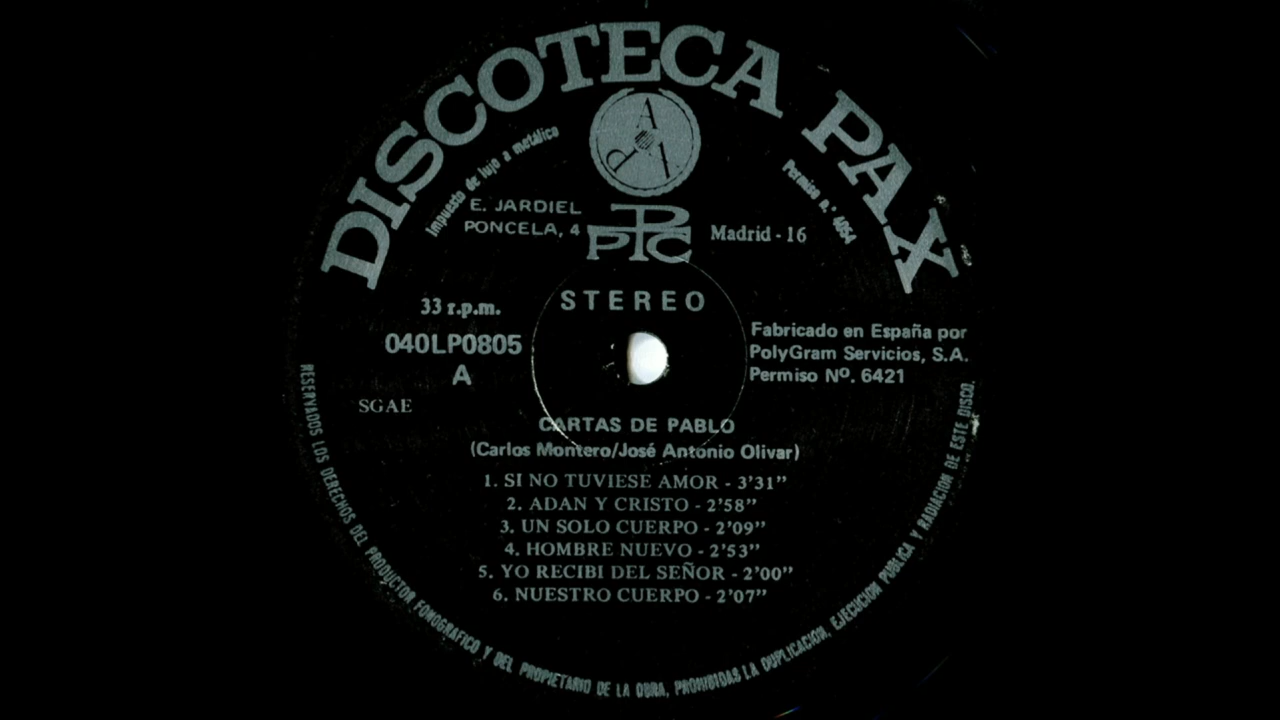 DISCOTECA PAX
Impuesto de lujo a metálico
Permiso n.º 4054
E. JARDIEL
PONCELA, 4
PPC
Madrid - 16
STEREO
33 r.p.m.
040LP0805
A
SGAE
Fabricado en España por
PolyGram Servicios, S.A.
Permiso Nº. 6421
CARTAS DE PABLO
(Carlos Montero/José Antonio Olivar)
1. SI NO TUVIESE AMOR - 3’31”
2. ADAN Y CRISTO - 2’58”
3. UN SOLO CUERPO - 2’09”
4. HOMBRE NUEVO - 2’53”
5. YO RECIBI DEL SEÑOR - 2’00”
6. NUESTRO CUERPO - 2’07”
RESERVADOS LOS DERECHOS DEL PRODUCTOR FONOGRAFICO Y DEL PROPIETARIO DE LA OBRA, PROHIBIDAS LA DUPLICACION, EJECUCION PUBLICA Y RADIACION DE ESTE DISCO.